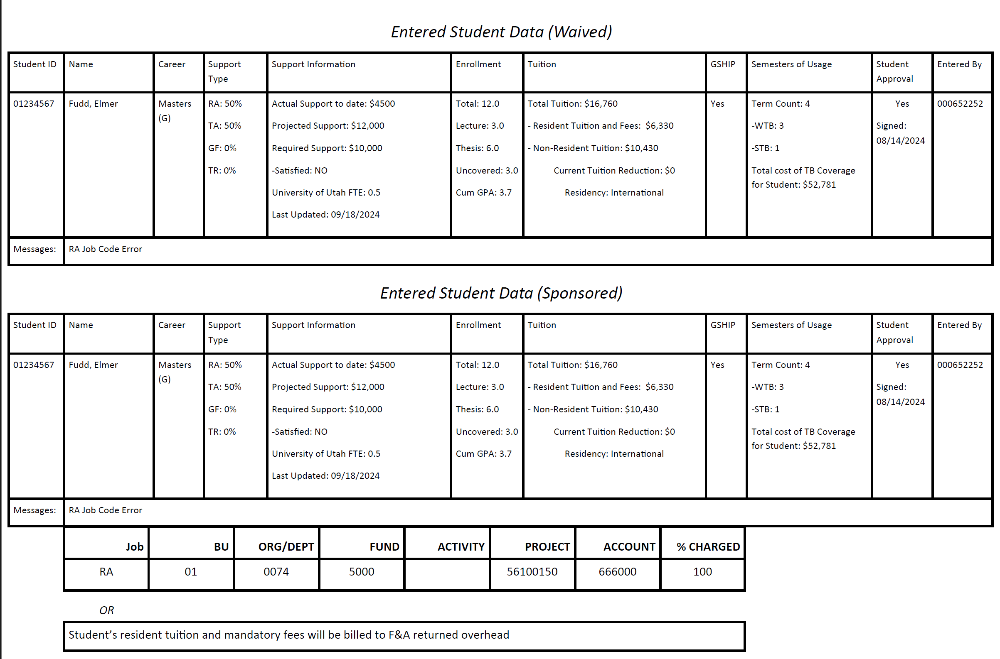 Entered Student Data (Waived)
Student ID Name Career Support Type Support Information Enrollment Tuition GSHIP Semesters of Usage Student Approval Entered By
01234567
Fudd, Elmer
Masters
(G)
RA: 50%
TA: 50%
GF: 0%
TR: 0%
Actual Support to date: $4500
Projected Support: $12,000
Required Support: $10,000
-Satisfied: NO
University of Utah FTE: 0.5
Last Updated: 09/18/2024
Total: 12.0
Lecture: 3.0
Thesis: 6.0
Uncovered: 3.0
Cum GPA: 3.7
Total Tuition: $16,760
- Resident Tuition and Fees: $6,330
- Non-Resident Tuition: $10,430
Current Tuition Reduction: $0
Residency: International
Yes
Term Count: 4
-WTB: 3
-STB: 1
Total cost of TB Coverage
for Student: $52,781
Yes
Signed:
08/14/2024
000652252
Messages: RA Job Code Error
Entered Student Data (Sponsored)
Student ID Name Career Support Type Support Information Enrollment Tuition GSHIP Semesters of Usage Student Approval Entered By
01234567
Fudd, Elmer
Masters
(G)
RA: 50%
TA: 50%
GF: 0%
TR: 0%
Actual Support to date: $4500
Projected Support: $12,000
Required Support: $10,000
-Satisfied: NO
University of Utah FTE: 0.5
Last Updated: 09/18/2024
Total: 12.0
Lecture: 3.0
Thesis: 6.0
Uncovered: 3.0
Cum GPA: 3.7
Total Tuition: $16,760
- Resident Tuition and Fees: $6,330
- Non-Resident Tuition: $10,430
Current Tuition Reduction: $0
Residency: International
Yes
Term Count: 4
-WTB: 3
-STB: 1
Total cost of TB Coverage
for Student: $52,781
Yes
Signed:
08/14/2024
000652252
Messages: RA Job Code Error
Job BU ORG/DEPT FUND ACTIVITY PROJECT ACCOUNT % CHARGED
RA 01 0074 5000 56100150 666000 100
OR
Student’s resident tuition and mandatory fees will be billed to F&A returned overhead